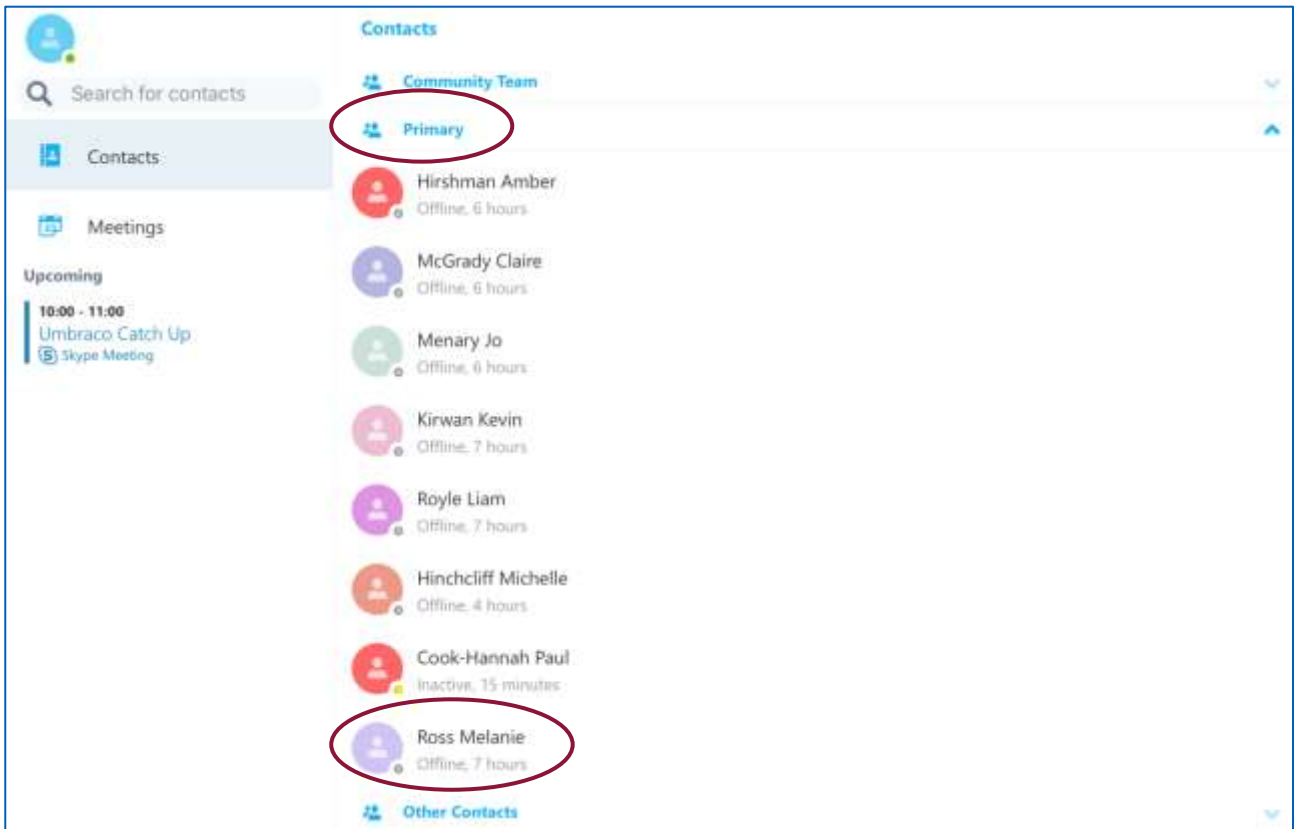 Search for contacts
Contacts
Meetings
Upcoming
10:00 - 11:00
Umbraco Catch Up
Skype Meeting
Contacts
Community Team
Primary
Hirshman Amber
Offline, 6 hours
McGrady Claire
Offline, 6 hours
Menary Jo
Offline, 6 hours
Kirwan Kevin
Offline, 7 hours
Royle Liam
Offline, 7 hours
Hinchcliff Michelle
Offline, 4 hours
Cook-Hannah Paul
Inactive, 15 minutes
Ross Melanie
Offline, 7 hours
Other Contacts